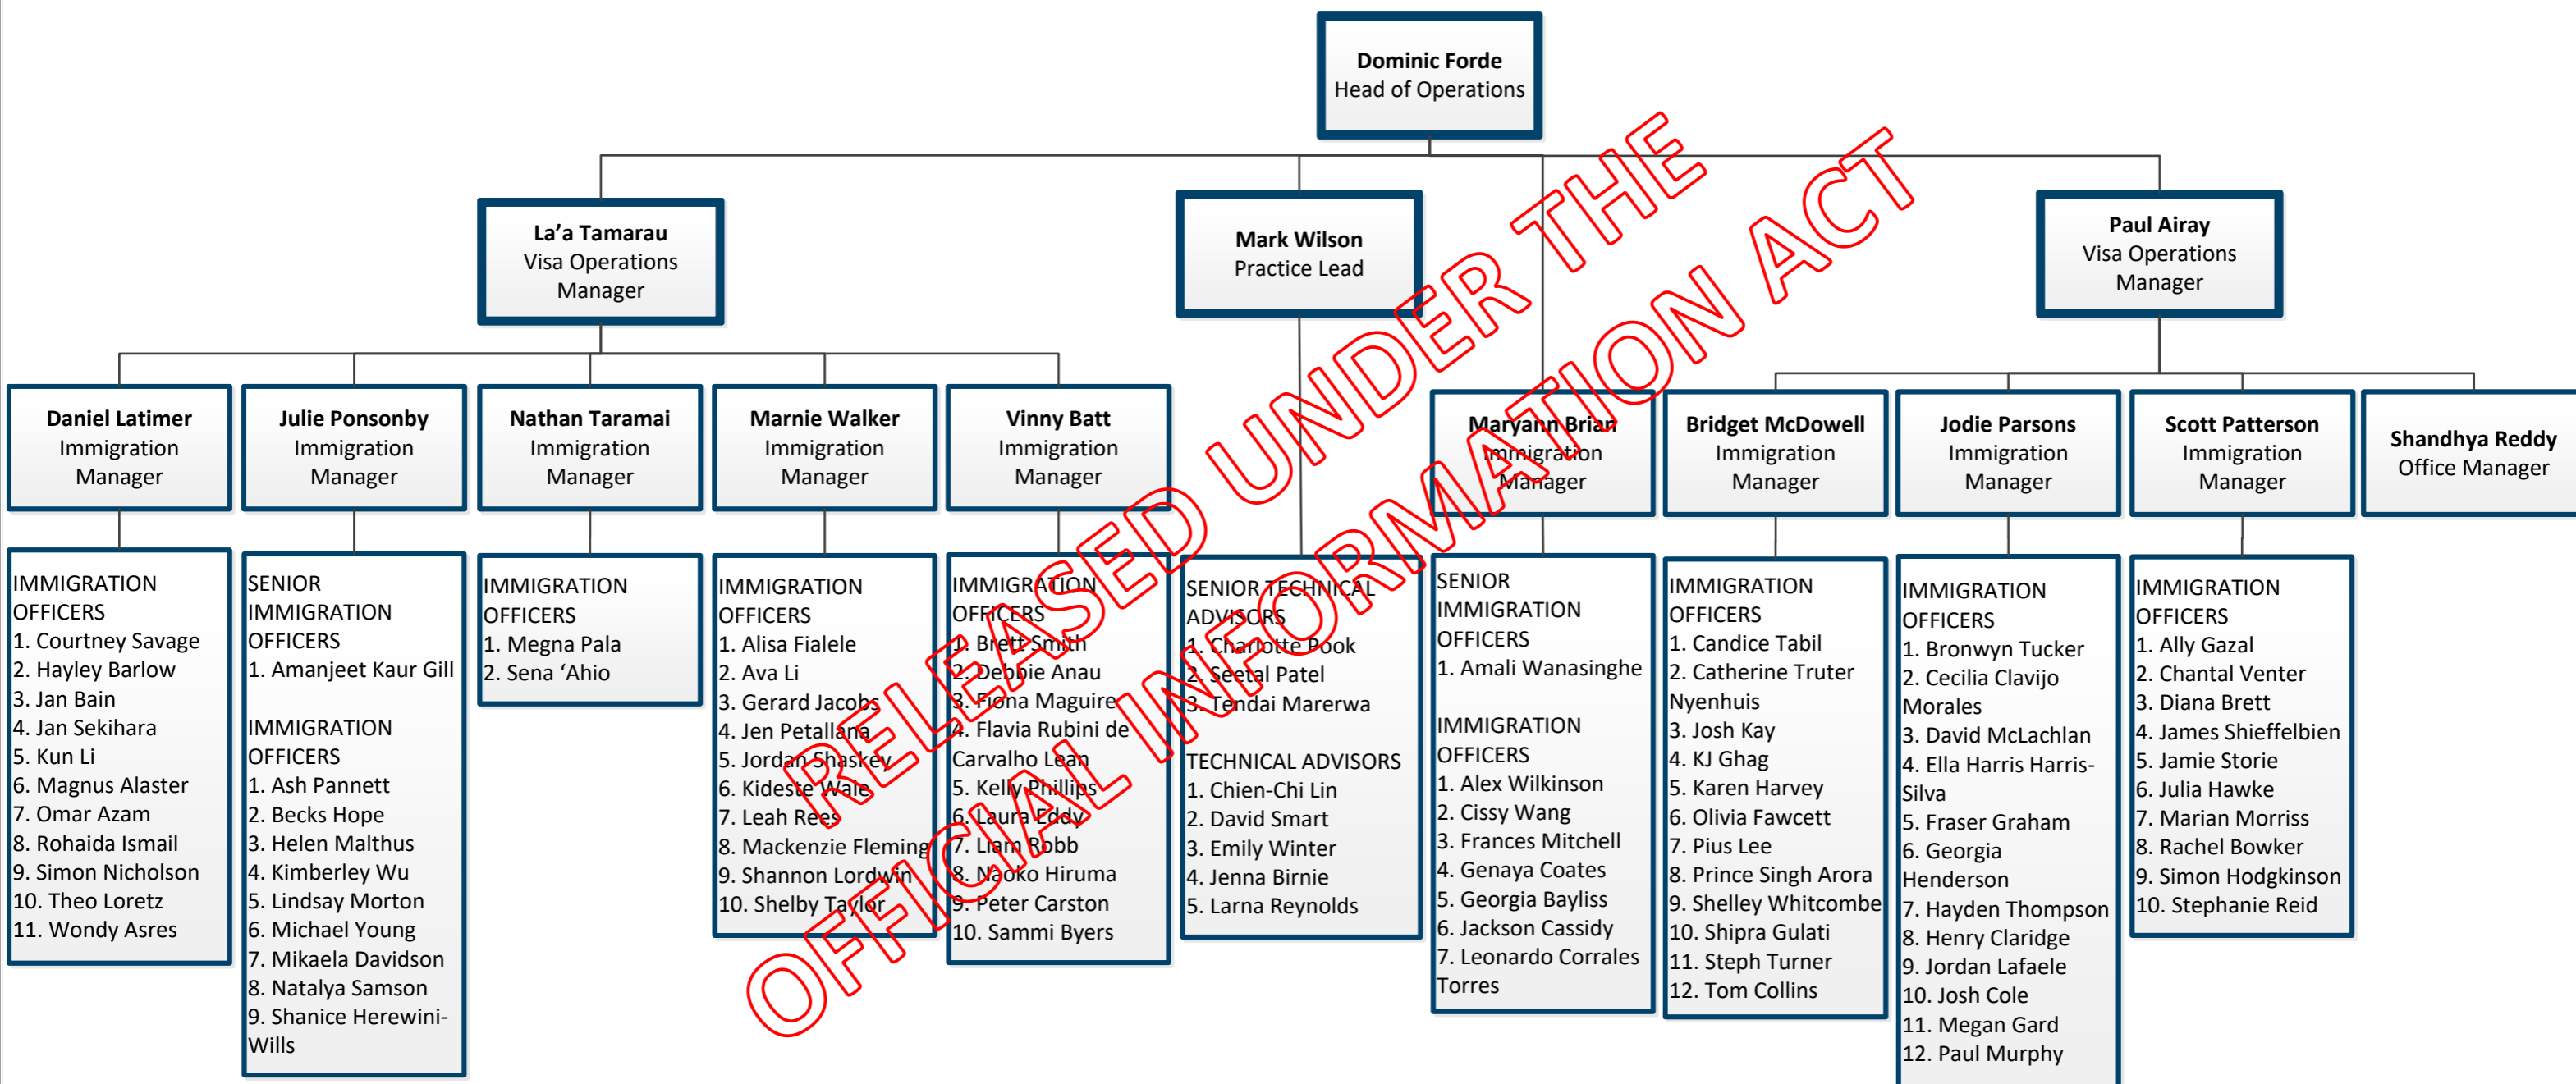 Dominic Forde
Head of Operations
La’a Tamarau
Visa Operations
Manager
Mark Wilson
Practice Lead
Paul Airay
Visa Operations
Manager
Daniel Latimer
Immigration
Manager
Julie Ponsonby
Immigration
Manager
Nathan Taramai
Immigration
Manager
Marnie Walker
Immigration
Manager
Vinny Batt
Immigration
Manager
Maryann Brian
Immigration
Manager
Bridget McDowell
Immigration
Manager
Jodie Parsons
Immigration
Manager
Scott Patterson
Immigration
Manager
Shandhya Reddy
Office Manager
IMMIGRATION
OFFICERS
1. Courtney Savage
2. Hayley Barlow
3. Jan Bain
4. Jan Sekihara
5. Kun Li
6. Magnus Alaster
7. Omar Azam
8. Rohaida Ismail
9. Simon Nicholson
10. Theo Loretz
11. Wondy Asres
SENIOR
IMMIGRATION
OFFICERS
1. Amanjeet Kaur Gill
IMMIGRATION
OFFICERS
1. Ash Pannett
2. Becks Hope
3. Helen Malthus
4. Kimberley Wu
5. Lindsay Morton
6. Michael Young
7. Mikaela Davidson
8. Natalya Samson
9. Shanice Herewini-
Wills
IMMIGRATION
OFFICERS
1. Megna Pala
2. Sena ‘Ahio
IMMIGRATION
OFFICERS
1. Alisa Fialele
2. Ava Li
3. Gerard Jacobs
4. Jen Petallana
5. Jordan Shaskey
6. Kideste Wale
7. Leah Rees
8. Mackenzie Fleming
9. Shannon Lordwin
10. Shelby Taylor
IMMIGRATION
OFFICERS
1. Brett Smith
2. Debbie Anau
3. Fiona Maguire
4. Flavia Rubini de
Carvalho Lean
5. Kelly Phillips
6. Laura Eddy
7. Liam Robb
8. Naoko Hiruma
9. Peter Carston
10. Sammi Byers
SENIOR TECHNICAL
ADVISORS
1. Charlotte Pook
2. Seetal Patel
3. Tendai Marerwa
TECHNICAL ADVISORS
1. Chien-Chi Lin
2. David Smart
3. Emily Winter
4. Jenna Birnie
5. Larna Reynolds
SENIOR
IMMIGRATION
OFFICERS
1. Amali Wanasinghe
IMMIGRATION
OFFICERS
1. Alex Wilkinson
2. Cissy Wang
3. Frances Mitchell
4. Genaya Coates
5. Georgia Bayliss
6. Jackson Cassidy
7. Leonardo Corrales
Torres
IMMIGRATION
OFFICERS
1. Candice Tabil
2. Catherine Truter
Nyenhuis
3. Josh Kay
4. KJ Ghag
5. Karen Harvey
6. Olivia Fawcett
7. Pius Lee
8. Prince Singh Arora
9. Shelley Whitcombe
10. Shipra Gulati
11. Steph Turner
12. Tom Collins
IMMIGRATION
OFFICERS
1. Bronwyn Tucker
2. Cecilia Clavijo
Morales
3. David McLachlan
4. Ella Harris Harris-
Silva
5. Fraser Graham
6. Georgia
Henderson
7. Hayden Thompson
8. Henry Claridge
9. Jordan Lafaele
10. Josh Cole
11. Megan Gard
12. Paul Murphy
IMMIGRATION
OFFICERS
1. Ally Gazal
2. Chantal Venter
3. Diana Brett
4. James Shieffelbien
5. Jamie Storie
6. Julia Hawke
7. Marian Morriss
8. Rachel Bowker
9. Simon Hodgkinson
10. Stephanie Reid
RELEASED UNDER THE
OFFICIAL INFORMATION ACT